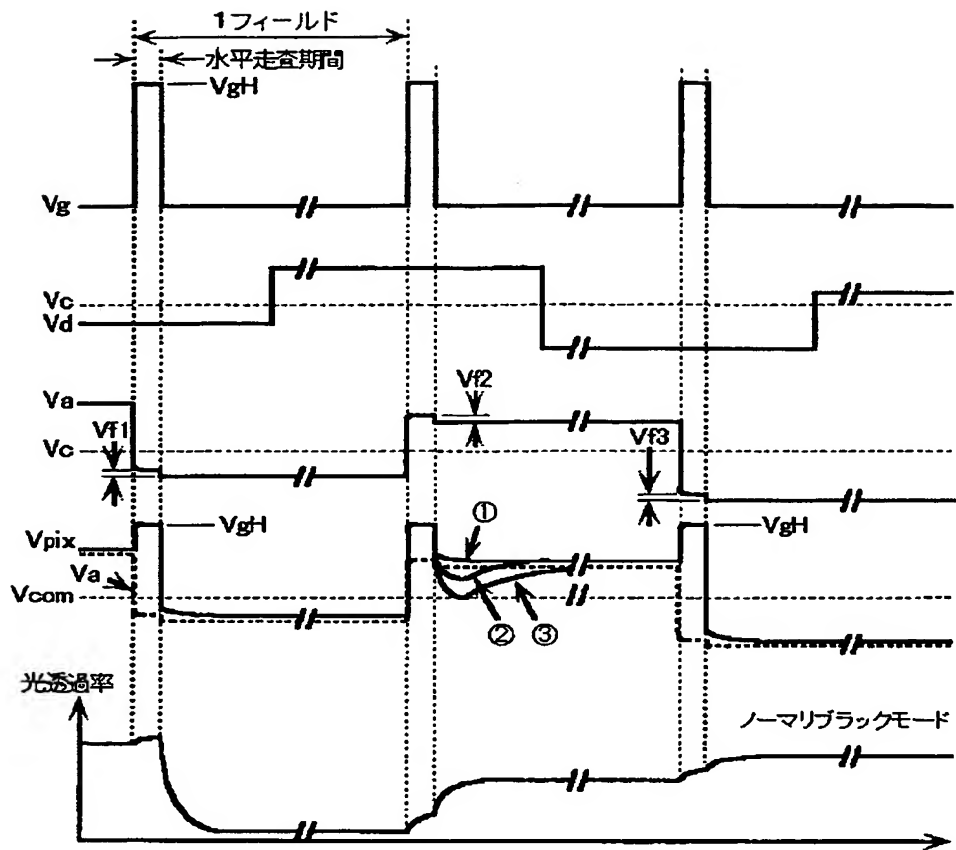 1フィールド
水平走査期間
VgH
Vg
Vc
Vd
Va
Vf2
Vf1
Vc
Vf3
VgH
①
VgH
Vpix
Va
Vcom
②
③
光透過率
ノーマリブラックモード